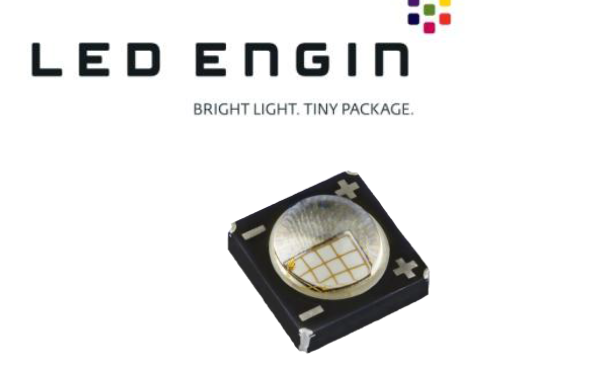 LED ENGIN
BRIGHT LIGHT. TINY PACKAGE.